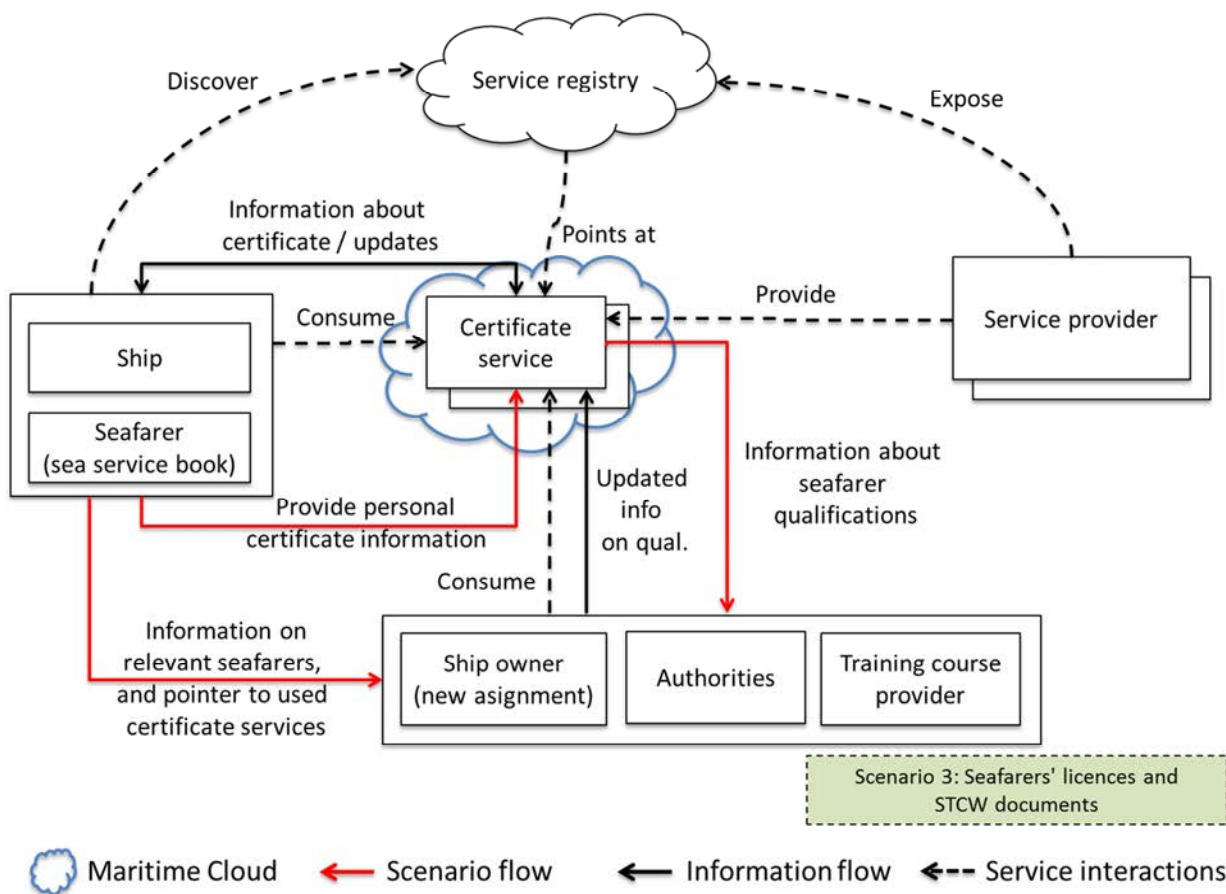 Service registry
Discover
Expose
Information about
certificate / updates
Points at
Consume
Certificate
service
Provide
Service provider
Ship
Seafarer
(sea service book)
Provide personal
certificate information
Updated
info
on qual.
Information about
seafarer
qualifications
Consume
Information on
relevant seafarers,
and pointer to used
certificate services
Ship owner
(new asignment)
Authorities
Training course
provider
Scenario 3: Seafarers' licences and
STCW documents
Maritime Cloud
Scenario flow
Information flow
Service interactions